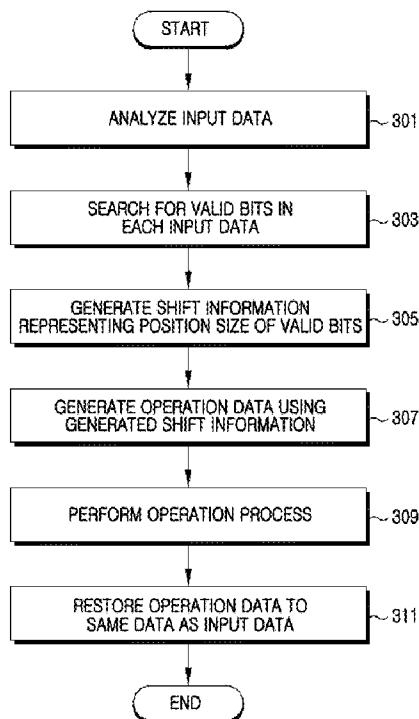 START
ANALYZE INPUT DATA
301
SEARCH FOR VALID BITS IN
EACH INPUT DATA
303
GENERATE SHIFT INFORMATION
REPRESENTING POSITION SIZE OF VALID BITS
305
GENERATE OPERATION DATA USING
GENERATED SHIFT INFORMATION
307
PERFORM OPERATION PROCESS
309
RESTORE OPERATION DATA TO
SAME DATA AS INPUT DATA
311
END